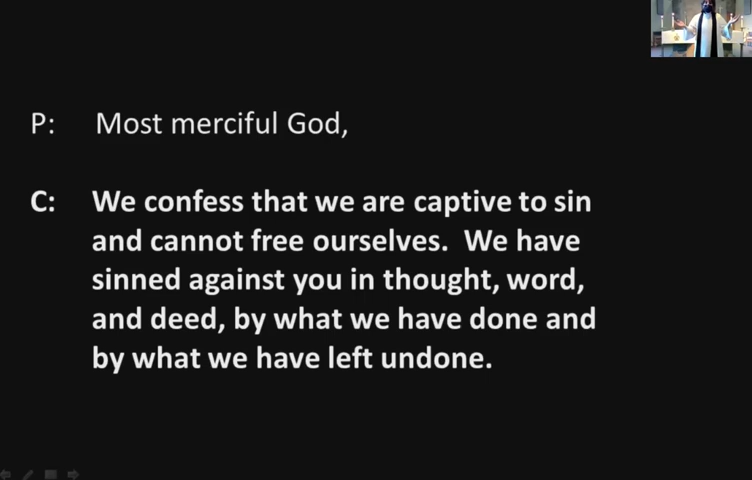 P: Most merciful God,
C: We confess that we are captive to sin
and cannot free ourselves. We have
sinned against you in thought, word,
and deed, by what we have done and
by what we have left undone.